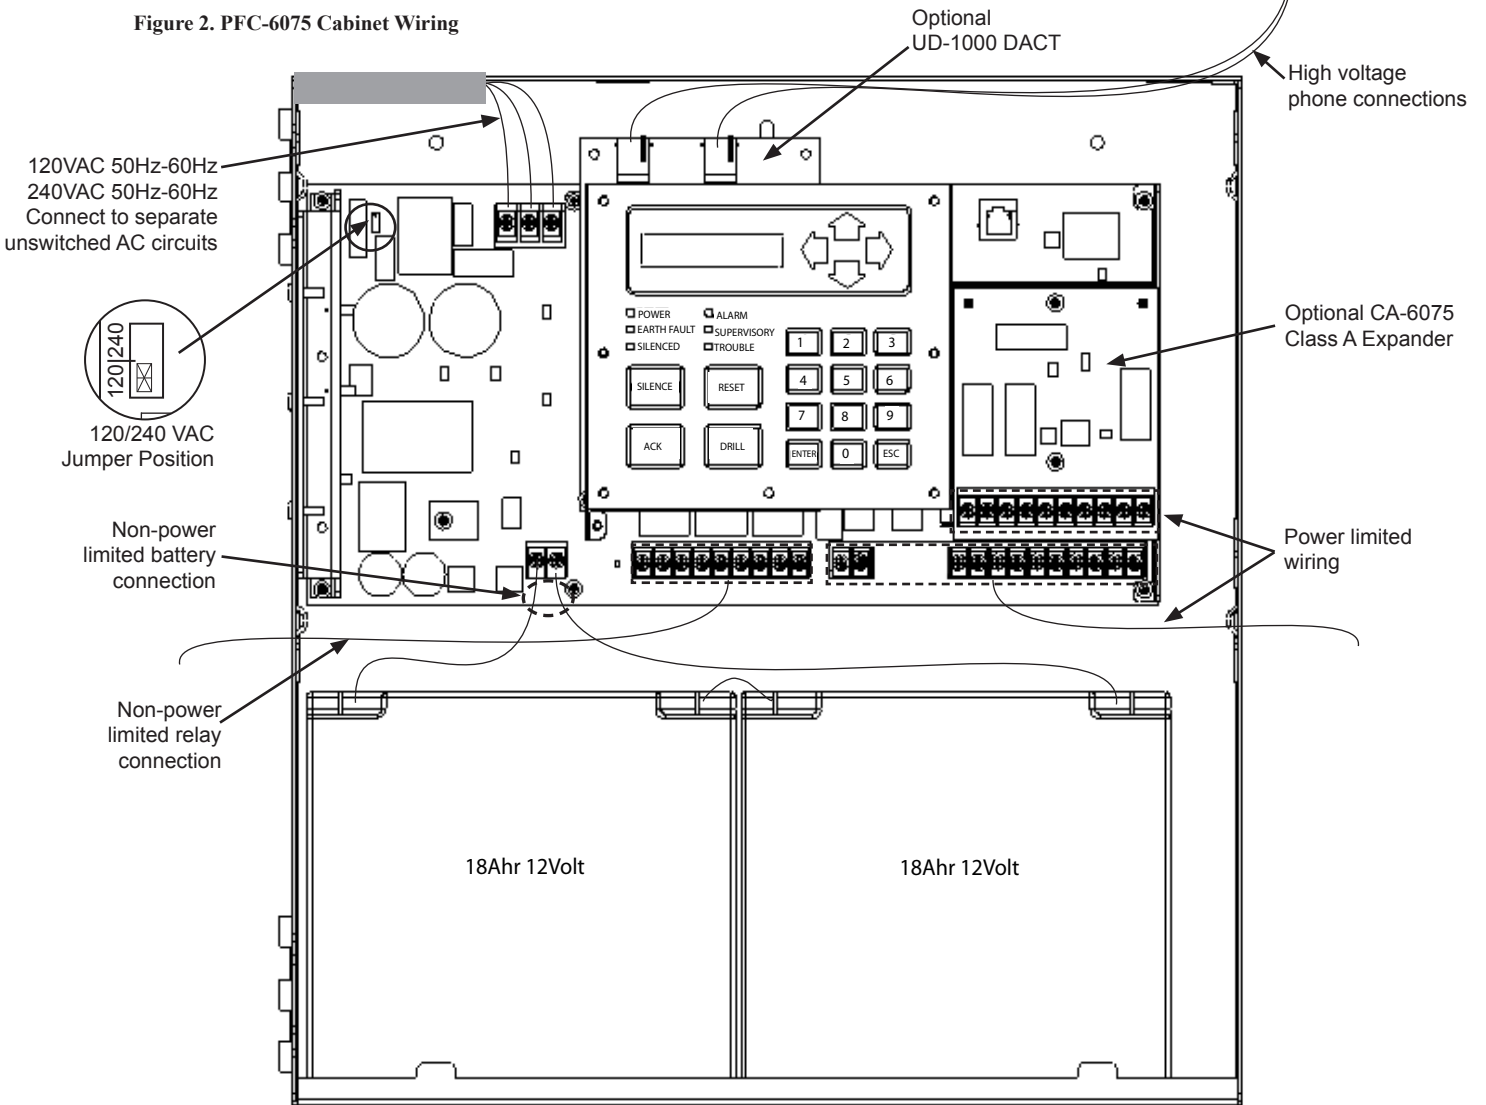 Figure 2. PFC-6075 Cabinet Wiring
Optional
UD-1000 DACT
High voltage
phone connections
120VAC 50Hz-60Hz
240VAC 50Hz-60Hz
Connect to separate
unswitched AC circuits
120|240
120/240 VAC
Jumper Position
POWER
ALARM
EARTH FAULT
SUPERVISORY
SILENCED
TROUBLE
1 2 3
SILENCE
RESET
4 5 6
7 8 9
ACK
DRILL
ENTER 0 ESC
Optional CA-6075
Class A Expander
Non-power
limited battery
connection
Power limited
wiring
Non-power
limited relay
connection
18Ahr 12Volt
18Ahr 12Volt